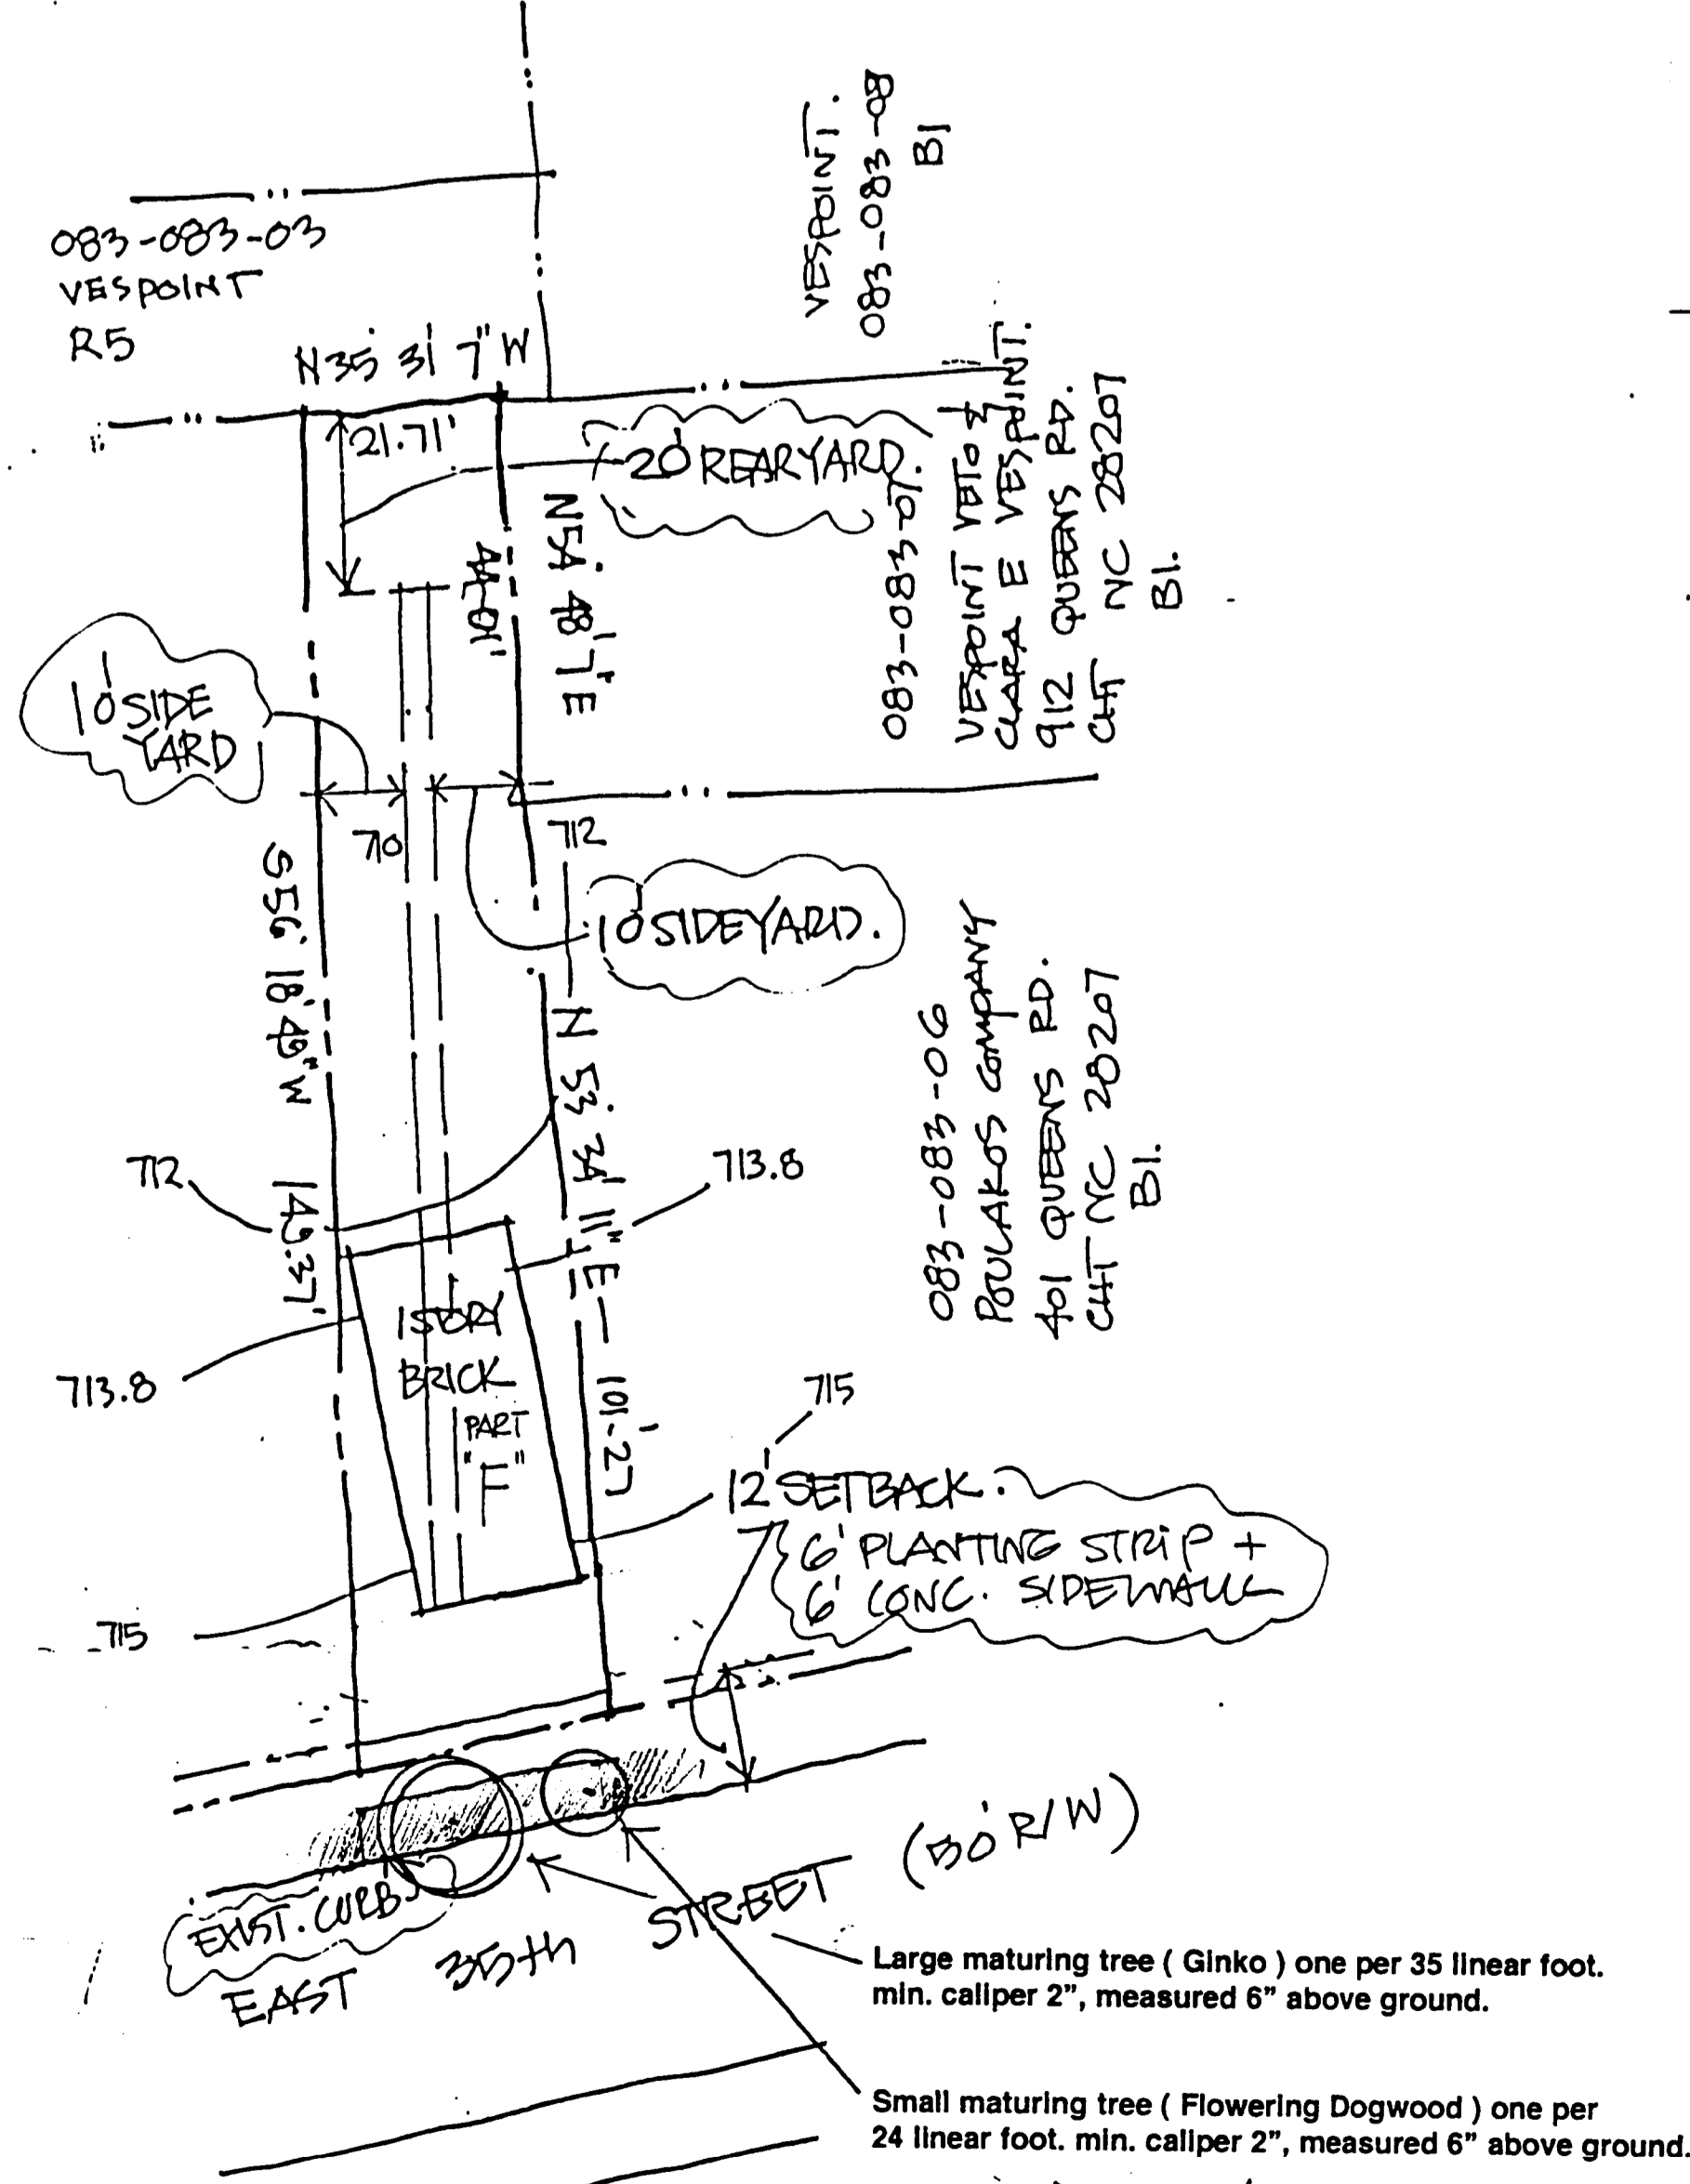 VESPOINT.
083-083-08
B1
083-083-03
VESPOINT
R5
N35° 31' 7" W
21.71'
20' REARYARD.
N54° 48' 7" E
44-01'
083-083-07.
VESPOINT VETO &
CLARA E VESPOINT.
912 QUEENS RD.
CHT NC 28207
B1.
10' SIDE
YARD
710
712
10' SIDEYARD.
S56° 18' 49" W 149.37'
N 53° 34' 11" E 101-27'
083-083-06
POULAKOS COMPANY
401 QUEENS RD.
CHT NC 28207
B1.
712
713.8
713.8
1 STORY
BRICK
PART
"F"
715
12' SETBACK.
6' PLANTING STRIP +
6' CONC. SIDEWALK
715
EXIST. CURB
EAST 35th STREET (30' R/W)
Large maturing tree ( Ginko ) one per 35 linear foot.
min. caliper 2", measured 6" above ground.
Small maturing tree ( Flowering Dogwood ) one per
24 linear foot. min. caliper 2", measured 6" above ground.